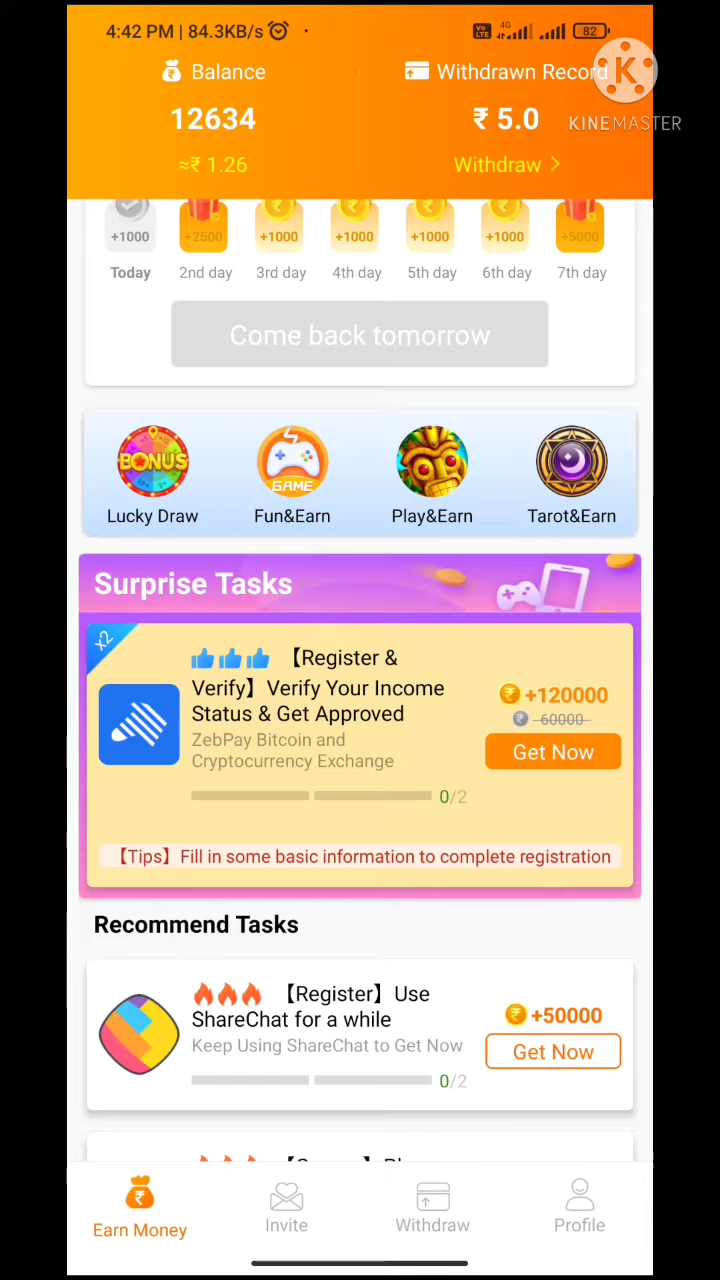 4:42 PM | 84.3KB/s
Vo LTE 4G 82
Balance
Withdrawn Record
12634
₹ 5.0
≈₹ 1.26
Withdraw >
K
KINEMASTER
+1000 +2500 +1000 +1000 +1000 +1000 +5000
Today 2nd day 3rd day 4th day 5th day 6th day 7th day
Come back tomorrow
BONUS
GAME
Lucky Draw Fun&Earn Play&Earn Tarot&Earn
Surprise Tasks
x2
【Register &
Verify】Verify Your Income
Status & Get Approved
ZebPay Bitcoin and
Cryptocurrency Exchange
+120000
60000
Get Now
0/2
【Tips】Fill in some basic information to complete registration
Recommend Tasks
【Register】Use
ShareChat for a while
Keep Using ShareChat to Get Now
+50000
Get Now
0/2
Earn Money Invite Withdraw Profile